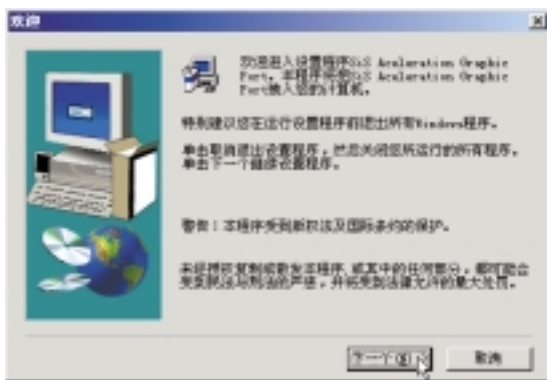 欢迎
欢迎进入设置程序SiS Acceleration Graphic
Port。本程序将把SiS Acceleration Graphic
Port输入您的计算机。
特别建议您在运行设置程序前退出所有Windows程序。
单击取消退出设置程序，然后关闭您所运行的所有程序。
单击下一个继续设置程序。
警告：本程序受到版权法及国际条约的保护。
未经授权复制或散发本程序，或其中的任何部分，都可能会
受到民法与刑法的严惩，并将受到法律允许的最大处罚。
下一个
取消